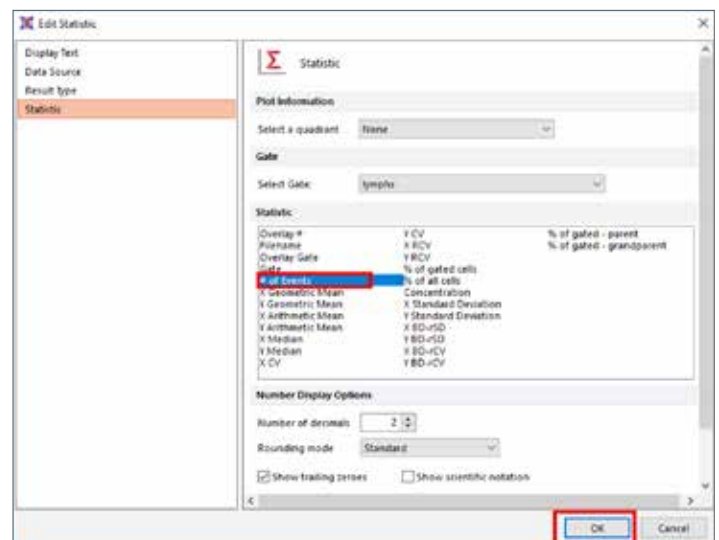 Edit Statistic
Display Text
Data Source
Result type
Statistic
Σ Statistic
Plot Information
Select a quadrant None
Gate
Select Gate: lymphs
Statistic
Overlay # Y CV % of gated - parent
Filename X RCV % of gated - grandparent
Overlay Gate Y RCV
Gate % of gated cells
# of Events % of all cells
X Geometric Mean Concentration
Y Geometric Mean X Standard Deviation
X Arithmetic Mean Y Standard Deviation
Y Arithmetic Mean X BD-rSD
X Median Y BD-rSD
Y Median X BD-rCV
X CV Y BD-rCV
Number Display Options
Number of decimals 2
Rounding mode Standard
Show trailing zeroes Show scientific notation
OK Cancel